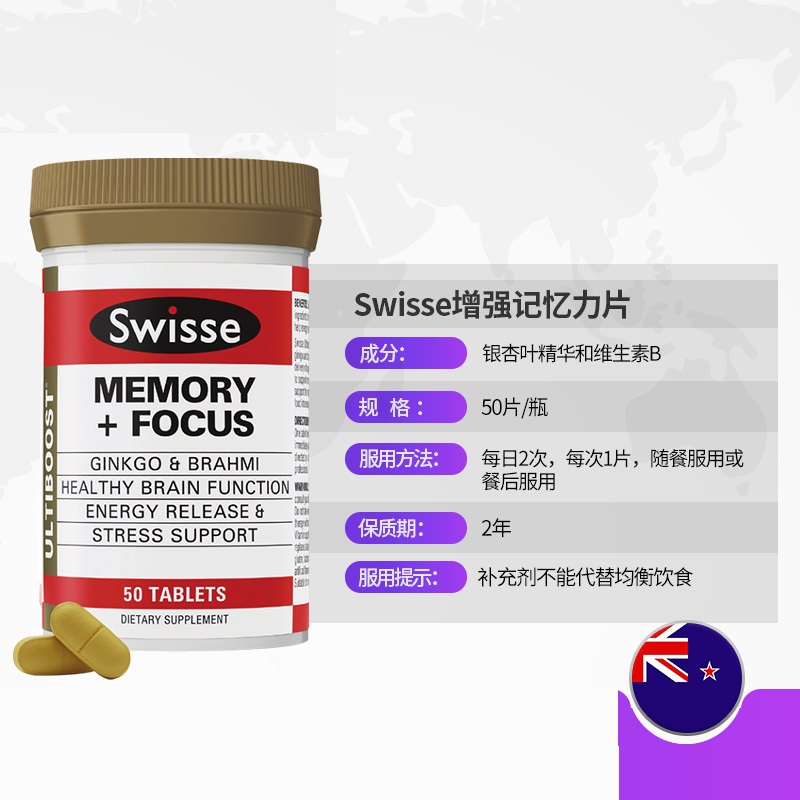 Swisse
MEMORY
+ FOCUS
GINKGO & BRAHMI
HEALTHY BRAIN FUNCTION
ENERGY RELEASE &
STRESS SUPPORT
50 TABLETS
DIETARY SUPPLEMENT
ULTIBOOST
Swisse增强记忆力片
成分： 银杏叶精华和维生素B
规 格： 50片/瓶
服用方法： 每日2次，每次1片，随餐服用或
餐后服用
保质期： 2年
服用提示： 补充剂不能代替均衡饮食